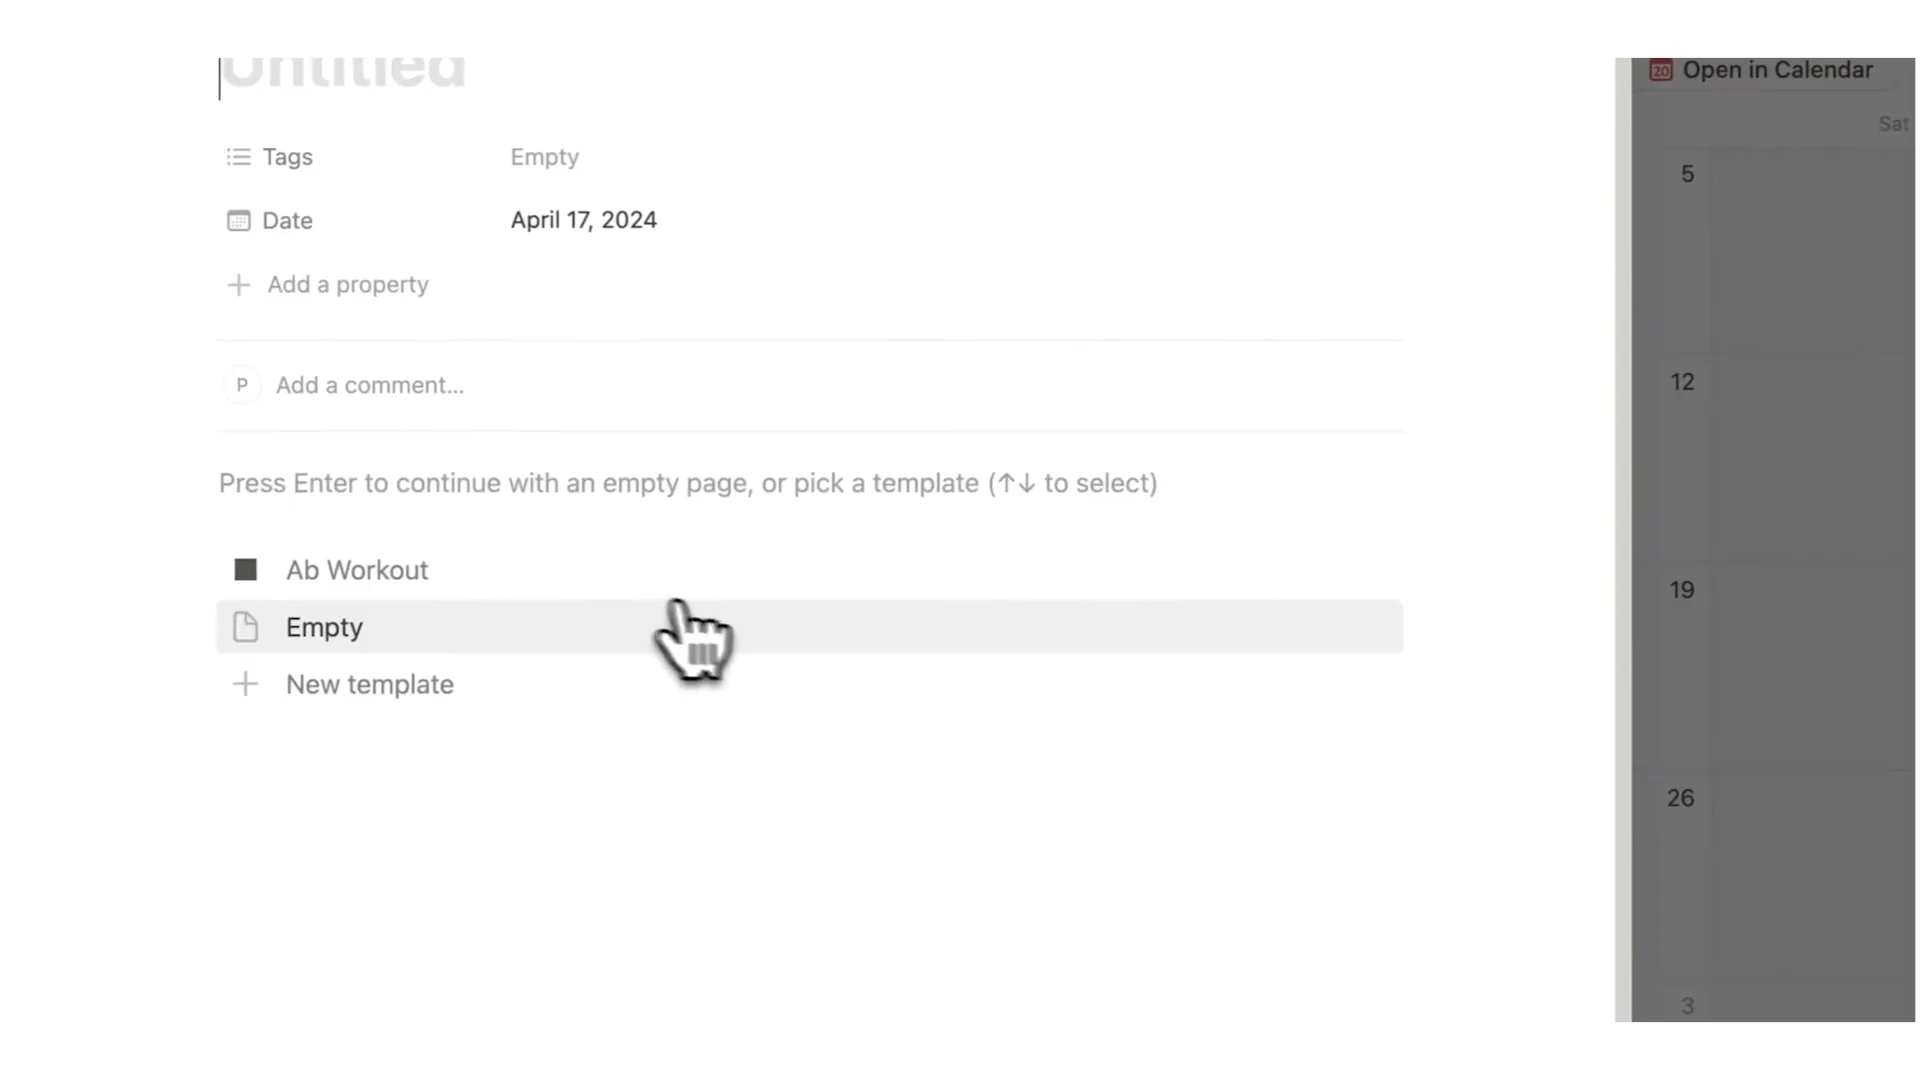 Untitled
Tags Empty
Date April 17, 2024
Add a property
P Add a comment...
Press Enter to continue with an empty page, or pick a template (↑↓ to select)
Ab Workout
Empty
New template
20 Open in Calendar
Sat
5
12
19
26
3